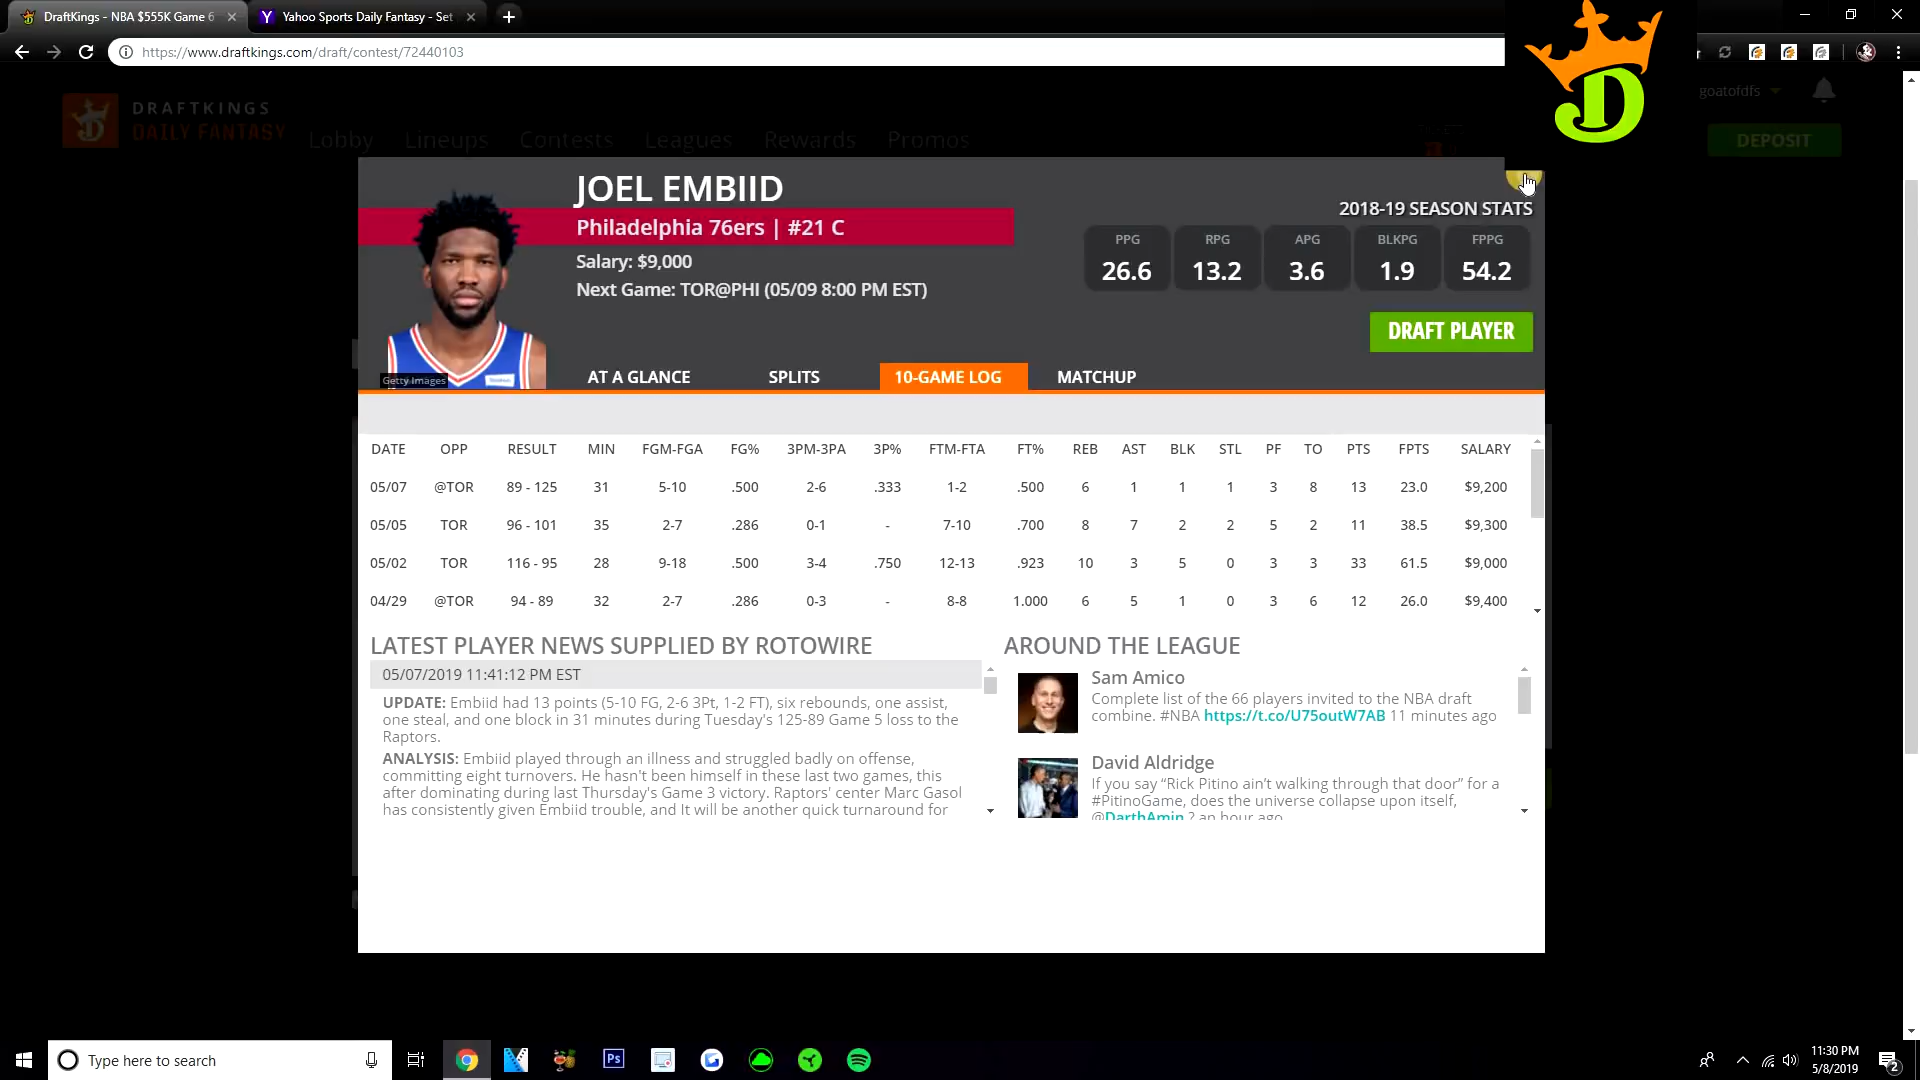 DraftKings - NBA $555K Game 6
Yahoo Sports Daily Fantasy - Set
https://www.draftkings.com/draft/contest/72440103
DRAFTKINGS
DAILY FANTASY
Lobby Lineups Contests Leagues Rewards Promos
goatofdfs
DEPOSIT
JOEL EMBIID
Philadelphia 76ers | #21 C
Salary: $9,000
Next Game: TOR@PHI (05/09 8:00 PM EST)
Getty Images
2018-19 SEASON STATS
PPG RPG APG BLKPG FPPG
26.6 13.2 3.6 1.9 54.2
DRAFT PLAYER
AT A GLANCE SPLITS 10-GAME LOG MATCHUP
DATE OPP RESULT MIN FGM-FGA FG% 3PM-3PA 3P% FTM-FTA FT% REB AST BLK STL PF TO PTS FPTS SALARY
05/07 @TOR 89 - 125 31 5-10 .500 2-6 .333 1-2 .500 6 1 1 1 3 8 13 23.0 $9,200
05/05 TOR 96 - 101 35 2-7 .286 0-1 - 7-10 .700 8 7 2 2 5 2 11 38.5 $9,300
05/02 TOR 116 - 95 28 9-18 .500 3-4 .750 12-13 .923 10 3 5 0 3 3 33 61.5 $9,000
04/29 @TOR 94 - 89 32 2-7 .286 0-3 - 8-8 1.000 6 5 1 0 3 6 12 26.0 $9,400
LATEST PLAYER NEWS SUPPLIED BY ROTOWIRE
05/07/2019 11:41:12 PM EST
UPDATE: Embiid had 13 points (5-10 FG, 2-6 3Pt, 1-2 FT), six rebounds, one assist,
one steal, and one block in 31 minutes during Tuesday's 125-89 Game 5 loss to the
Raptors.
ANALYSIS: Embiid played through an illness and struggled badly on offense,
committing eight turnovers. He hasn't been himself in these last two games, this
after dominating during last Thursday's Game 3 victory. Raptors' center Marc Gasol
has consistently given Embiid trouble, and It will be another quick turnaround for
AROUND THE LEAGUE
Sam Amico
Complete list of the 66 players invited to the NBA draft
combine. #NBA https://t.co/U75outW7AB 11 minutes ago
David Aldridge
If you say “Rick Pitino ain’t walking through that door” for a
#PitinoGame, does the universe collapse upon itself,
@DarthAmin ? an hour ago
Type here to search
Ps
11:30 PM
5/8/2019
2